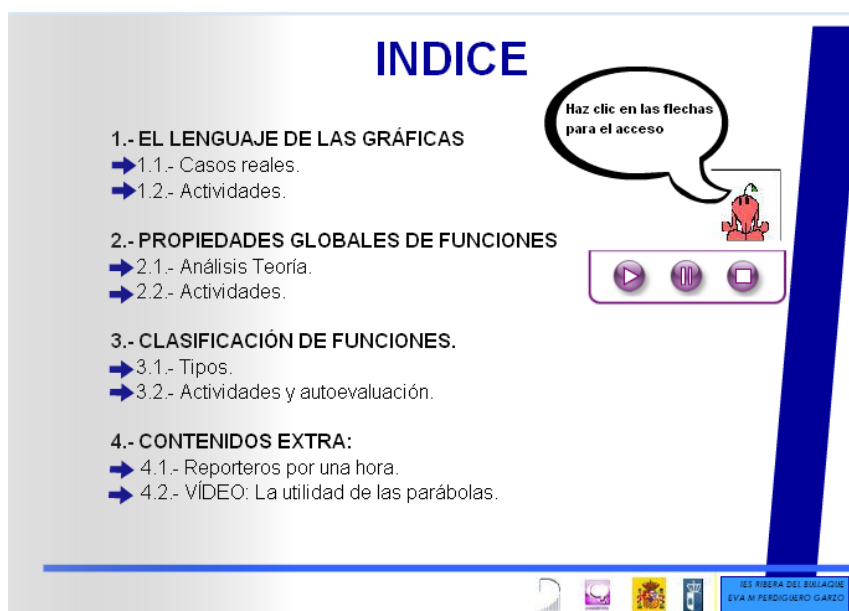 INDICE
Haz clic en las flechas
para el acceso
1.- EL LENGUAJE DE LAS GRÁFICAS
1.1.- Casos reales.
1.2.- Actividades.
2.- PROPIEDADES GLOBALES DE FUNCIONES
2.1.- Análisis Teoría.
2.2.- Actividades.
3.- CLASIFICACIÓN DE FUNCIONES.
3.1.- Tipos.
3.2.- Actividades y autoevaluación.
4.- CONTENIDOS EXTRA:
4.1.- Reporteros por una hora.
4.2.- VÍDEO: La utilidad de las parábolas.
IES RIBERA DEL BULLAQUE
EVA M PERDIGUERO GARZO